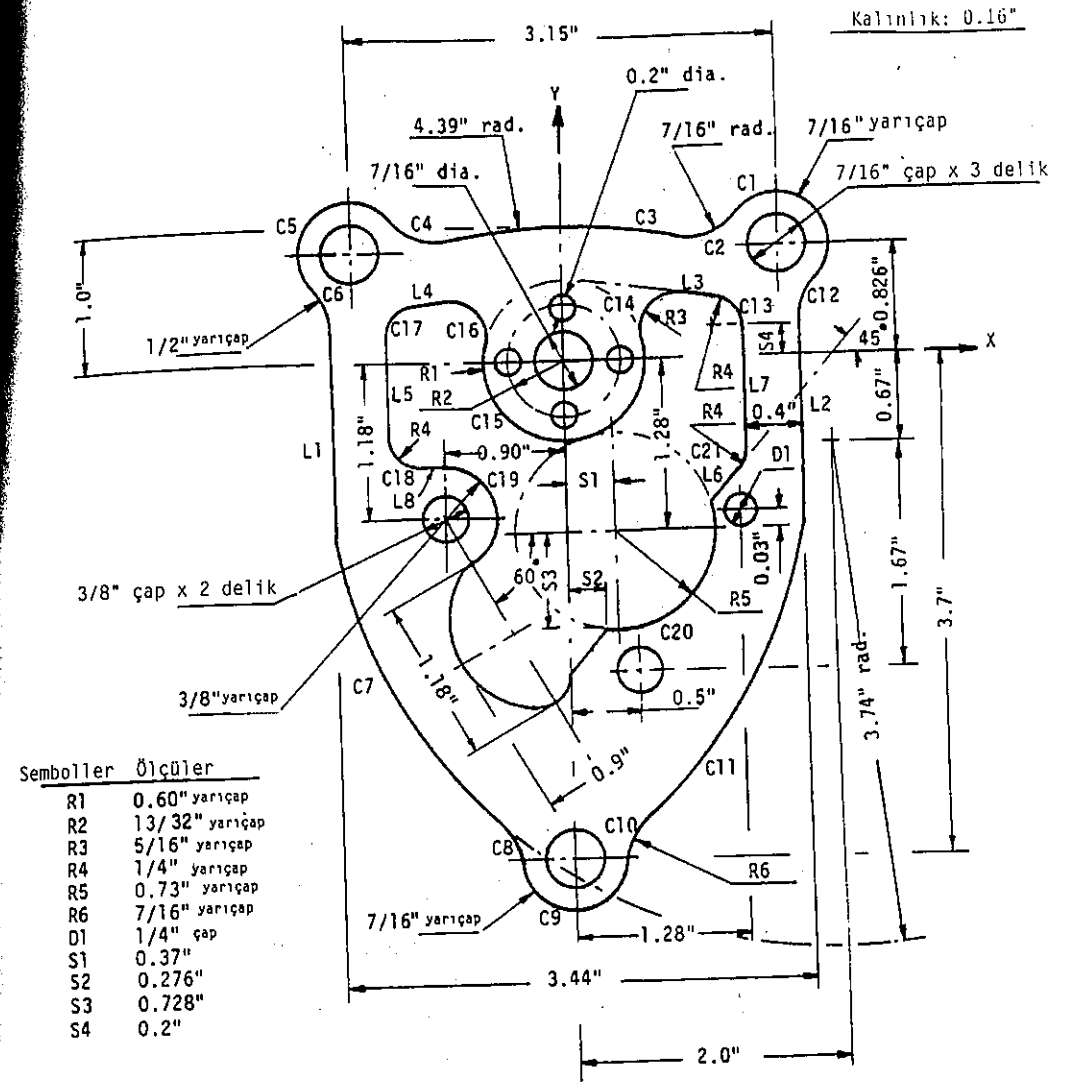 Kalınlık: 0.16"
3.15"
0.2" dia.
Y
4.39" rad.
7/16" rad.
7/16" yarıçap
7/16" dia.
7/16" çap x 3 delik
C1
C5
C4
C3
C2
C6
L3
C12
1.0"
L4
C14
C13
0.826"
C17
C16
R3
S4
45°
X
1/2" yarıçap
R1
R4
L7
R2
L5
C15
R4
0.4"
L2
0.67"
L1
1.18"
R4
0.90"
1.28"
C21
D1
C18
C19
S1
L6
L8
0.03"
60°
S3
S2
1.67"
3/8" çap x 2 delik
R5
3.7"
C20
C7
1.18"
3/8" yarıçap
0.5"
3.74" rad.
0.9"
C11
C8
C10
R6
7/16" yarıçap
C9
1.28"
3.44"
2.0"
Semboller Ölçüler
R1 0.60" yarıçap
R2 13/32" yarıçap
R3 5/16" yarıçap
R4 1/4" yarıçap
R5 0.73" yarıçap
R6 7/16" yarıçap
D1 1/4" çap
S1 0.37"
S2 0.276"
S3 0.728"
S4 0.2"